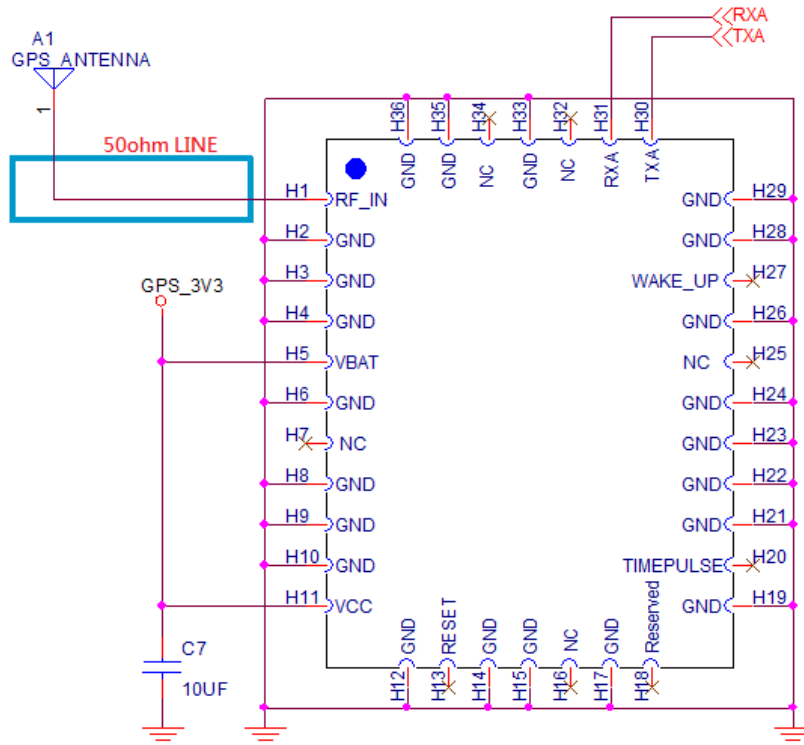 RXA
TXA
A1
GPS_ANTENNA
1
50ohm LINE
H36
H35
H34
H33
H32
H31
H30
GND
GND
NC
GND
NC
RXA
TXA
H1 RF_IN
H2 GND
H3 GND
H4 GND
GPS_3V3
H5 VBAT
H6 GND
H7 NC
H8 GND
H9 GND
H10 GND
H11 VCC
GND H29
GND H28
WAKE_UP H27
GND H26
NC H25
GND H24
GND H23
GND H22
GND H21
TIMEPULSE H20
GND H19
GND
RESET
GND
GND
NC
GND
Reserved
H12
H13
H14
H15
H16
H17
H18
C7
10UF